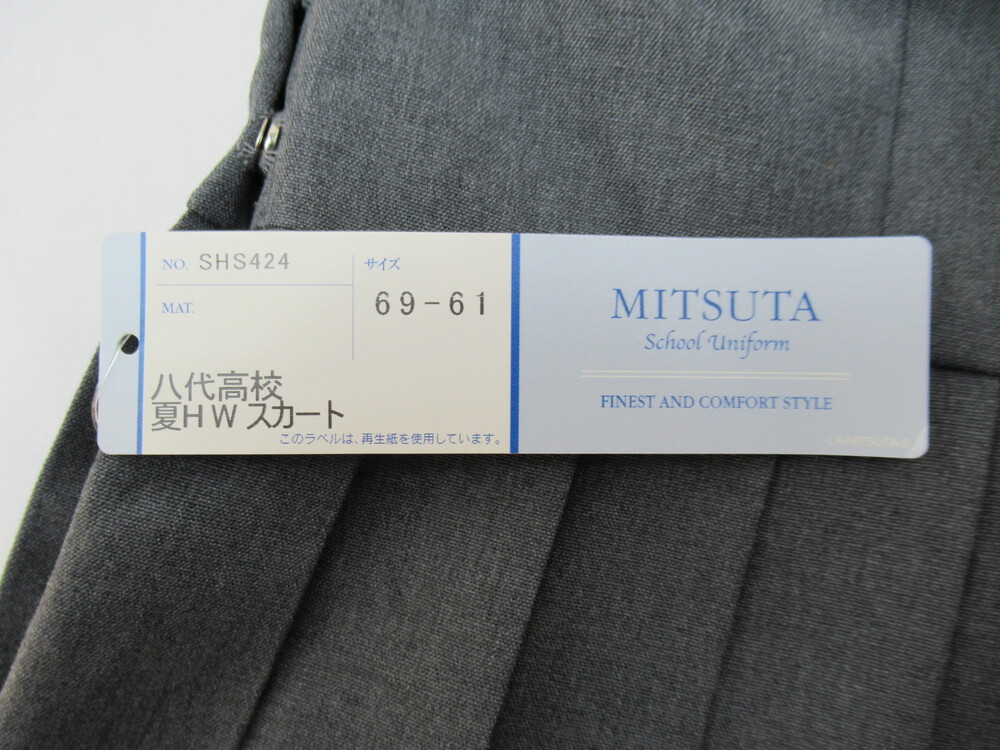 NO. SHS424
MAT.
サイズ
69-61
八代高校
夏HWスカート
このラベルは、再生紙を使用しています。
MITSUTA
School Uniform
FINEST AND COMFORT STYLE